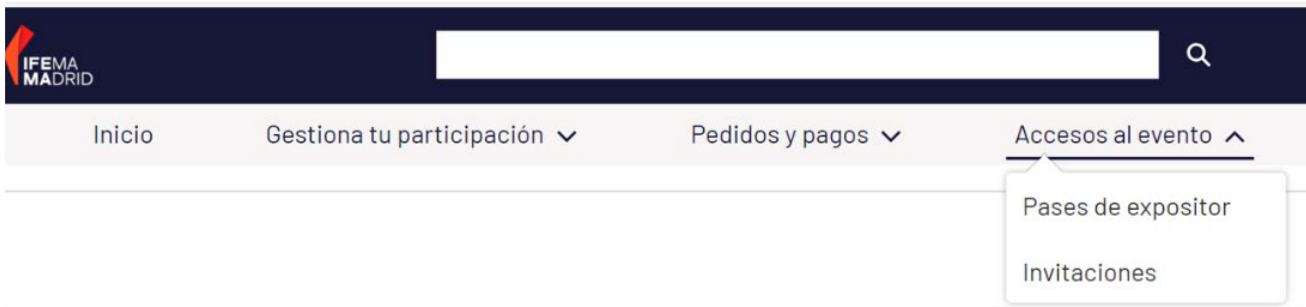 IFEMA
MADRID
Inicio Gestiona tu participación Pedidos y pagos Accesos al evento
Pases de expositor
Invitaciones